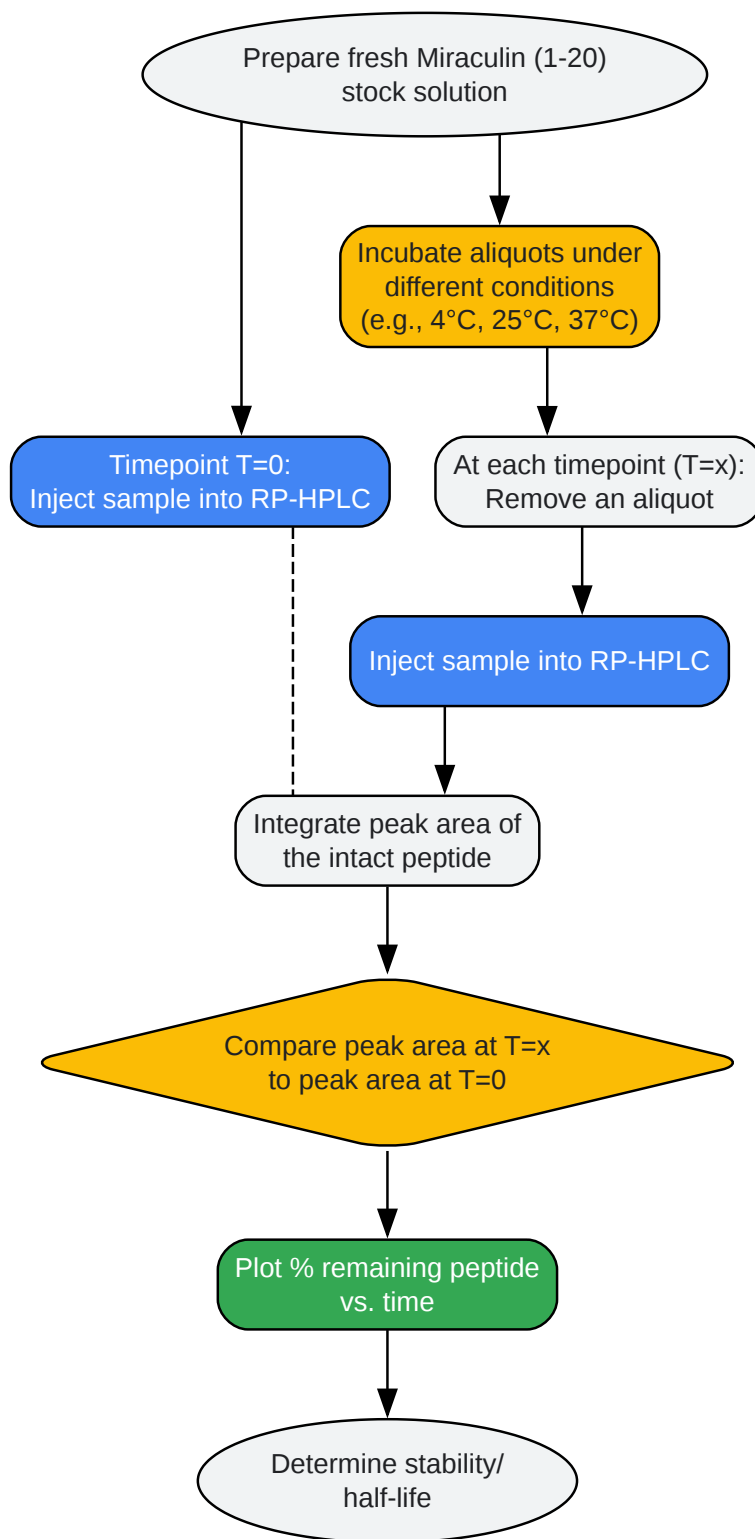 Prepare fresh Miraculin (1-20)
stock solution
Incubate aliquots under
different conditions
(e.g., 4°C, 25°C, 37°C)
Timepoint T=0:
Inject sample into RP-HPLC
At each timepoint (T=x):
Remove an aliquot
Inject sample into RP-HPLC
Integrate peak area of
the intact peptide
Compare peak area at T=x
to peak area at T=0
Plot % remaining peptide
vs. time
Determine stability/
half-life